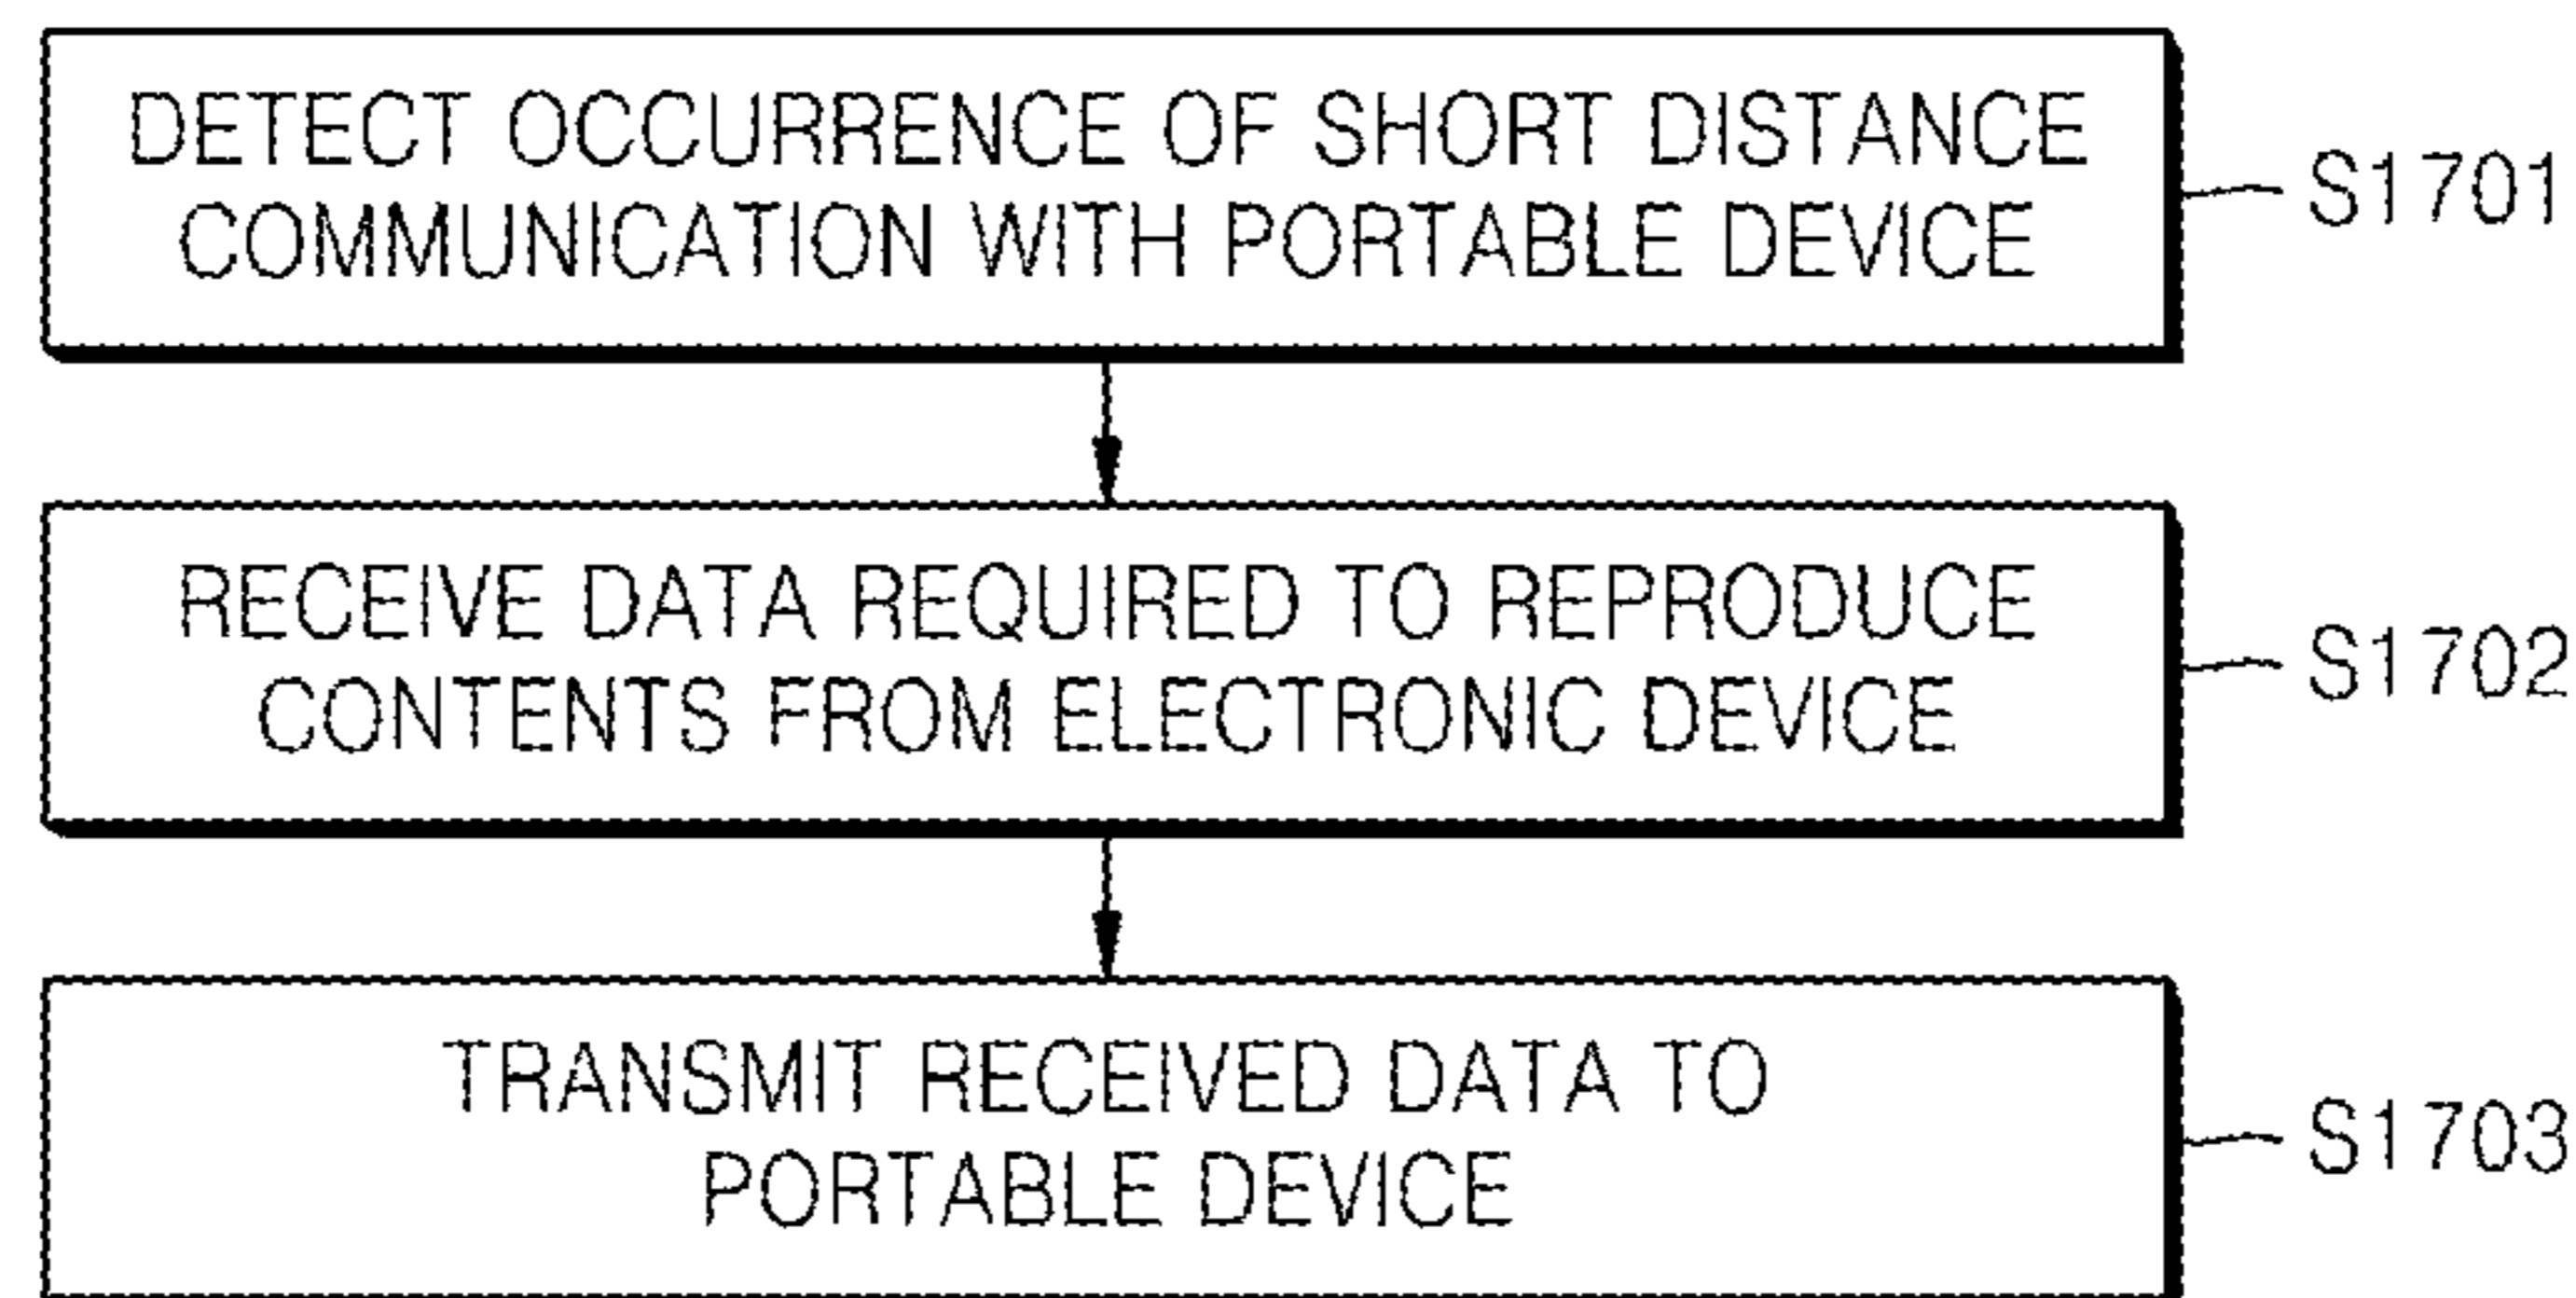 DETECT OCCURRENCE OF SHORT DISTANCE
COMMUNICATION WITH PORTABLE DEVICE
S1701
RECEIVE DATA REQUIRED TO REPRODUCE
CONTENTS FROM ELECTRONIC DEVICE
S1702
TRANSMIT RECEIVED DATA TO
PORTABLE DEVICE
S1703